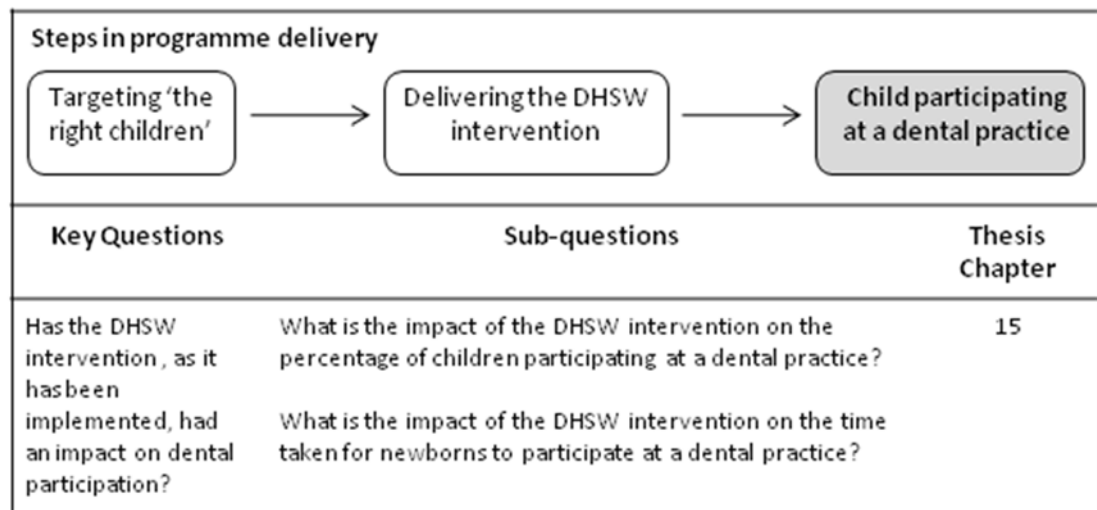 Steps in programme delivery
Targeting 'the
right children'
Delivering the DHSW
intervention
Child participating
at a dental practice
Key Questions
Sub-questions
Thesis
Chapter
Has the DHSW
intervention, as it
has been
implemented, had
an impact on dental
participation?
What is the impact of the DHSW intervention on the
percentage of children participating at a dental practice?
What is the impact of the DHSW intervention on the time
taken for newborns to participate at a dental practice?
15